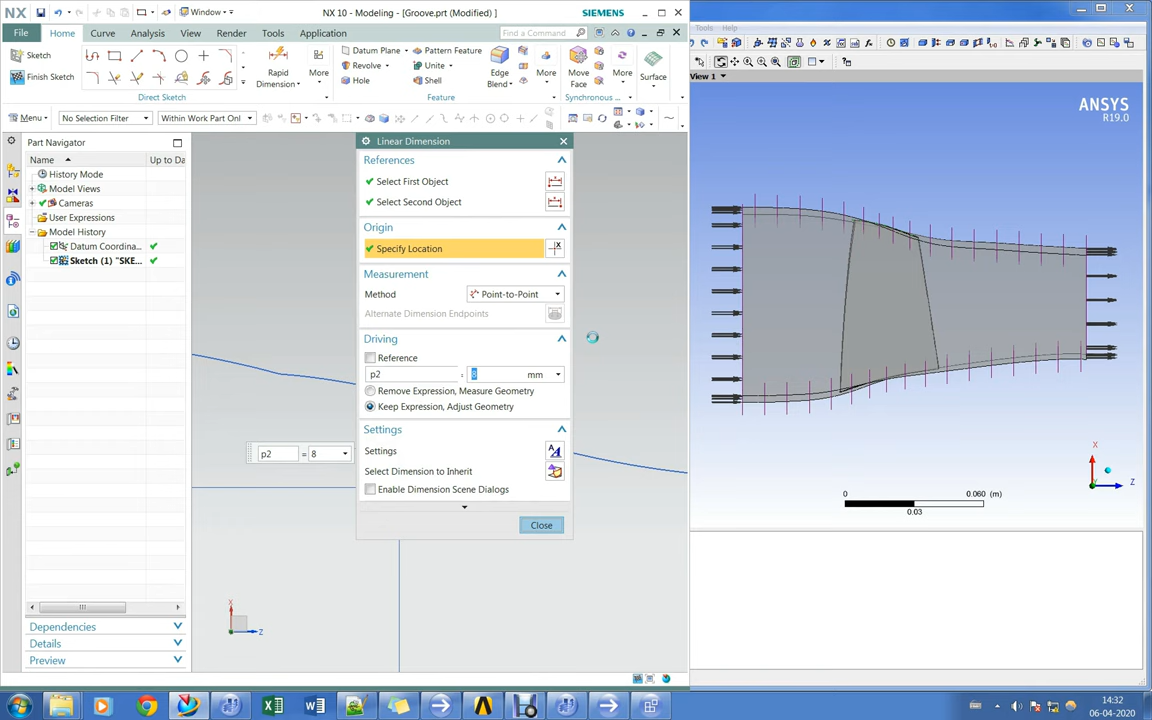 NX
Window
NX 10 - Modeling - [Groove.prt (Modified) ]
SIEMENS
File
Home
Curve
Analysis
View
Render
Tools
Application
Find a Command
Sketch
Finish Sketch
Direct Sketch
Rapid
Dimension
More
Datum Plane
Revolve
Hole
Pattern Feature
Unite
Shell
Feature
Edge
Blend
More
Move
Face
More
Synchronous ...
Surface
Menu
No Selection Filter
Within Work Part Onl
Part Navigator
Name
Up to Da
History Mode
Model Views
Cameras
User Expressions
Model History
Datum Coordina...
Sketch (1) "SKE...
Dependencies
Details
Preview
Linear Dimension
References
Select First Object
Select Second Object
Origin
Specify Location
Measurement
Method
Point-to-Point
Alternate Dimension Endpoints
Driving
Reference
p2
=
8
mm
Remove Expression, Measure Geometry
Keep Expression, Adjust Geometry
Settings
Settings
Select Dimension to Inherit
Enable Dimension Scene Dialogs
Close
p2
= 8
X
Z
Tools
Help
View 1
ANSYS
R19.0
0
0.060 (m)
0.03
X
Y
Z
14:32
06-04-2020